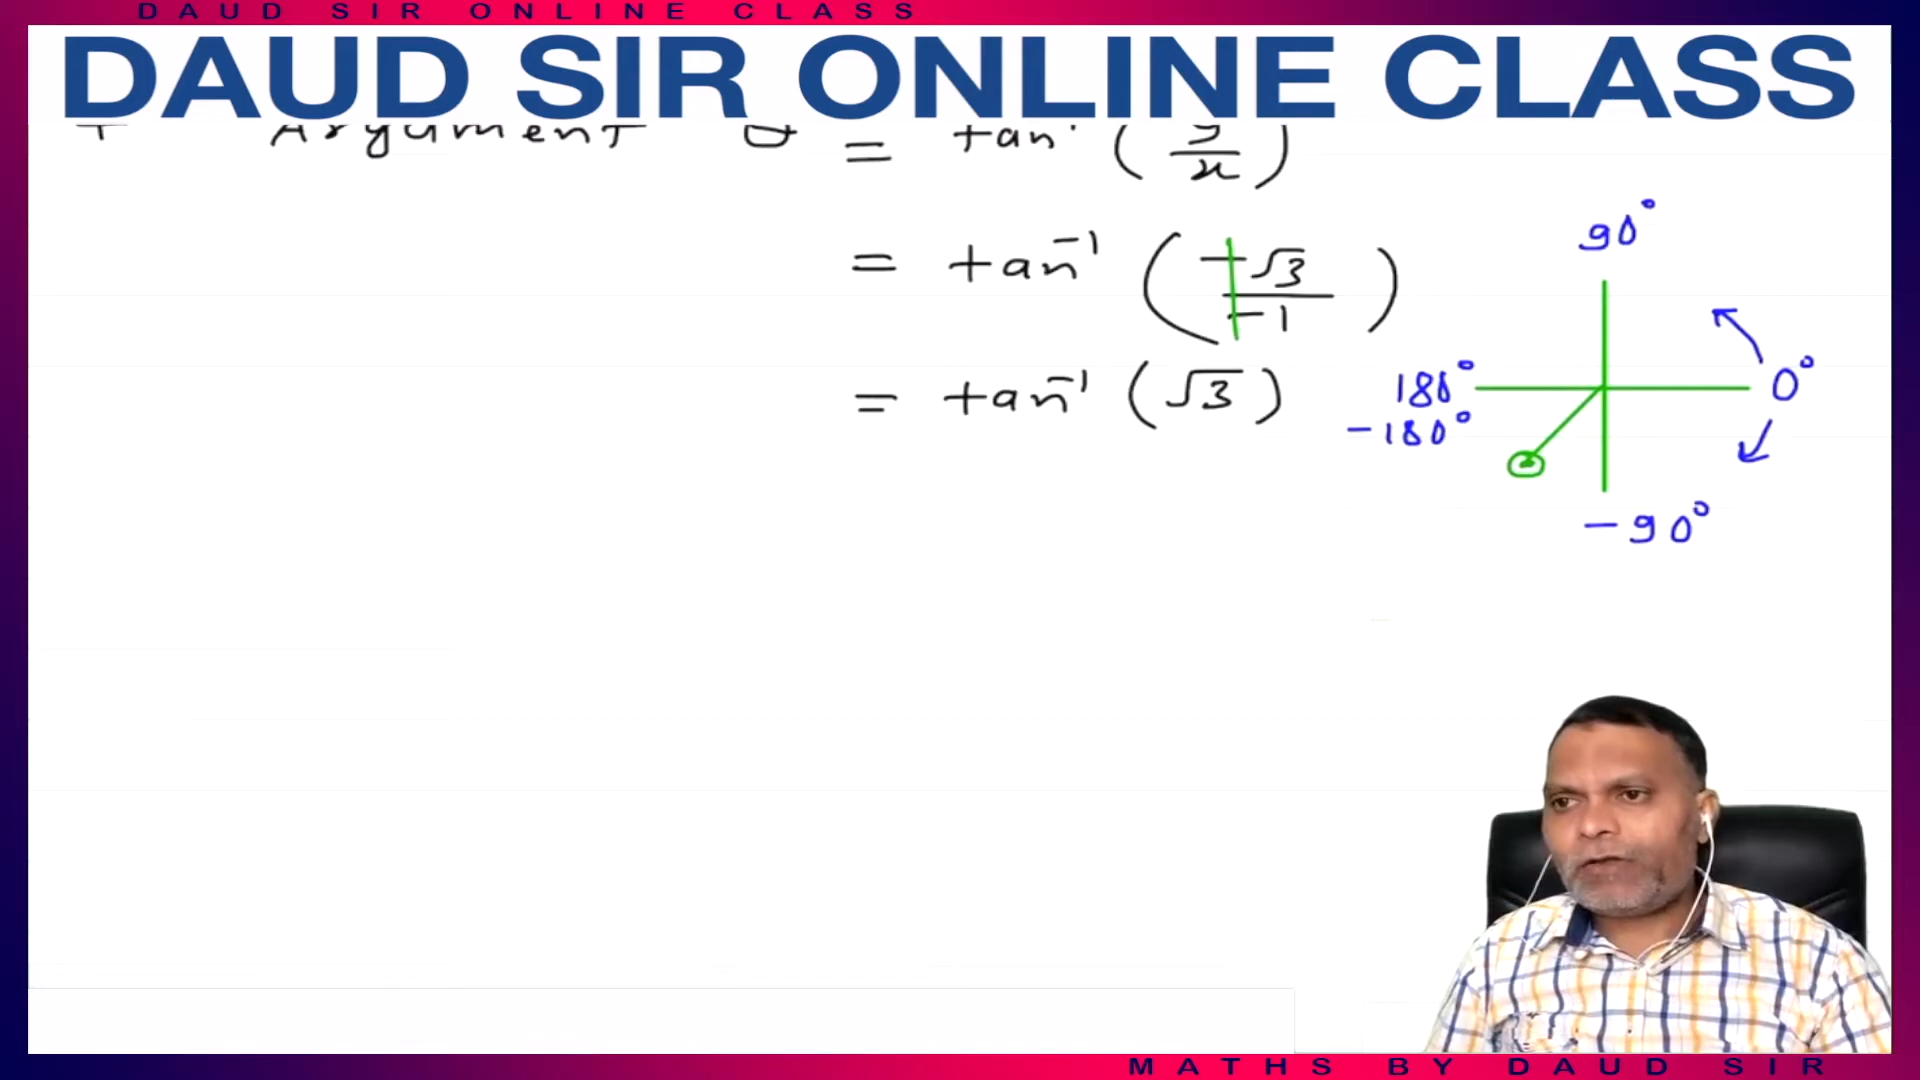 DAUD SIR ONLINE CLASS
DAUD SIR ONLINE CLASS
Argument θ = tan⁻¹ (y/x)
= tan⁻¹ (-√3/-1)
= tan⁻¹ (√3)
90°
180° 0°
-180°
-90°
MATHS BY DAUD SIR